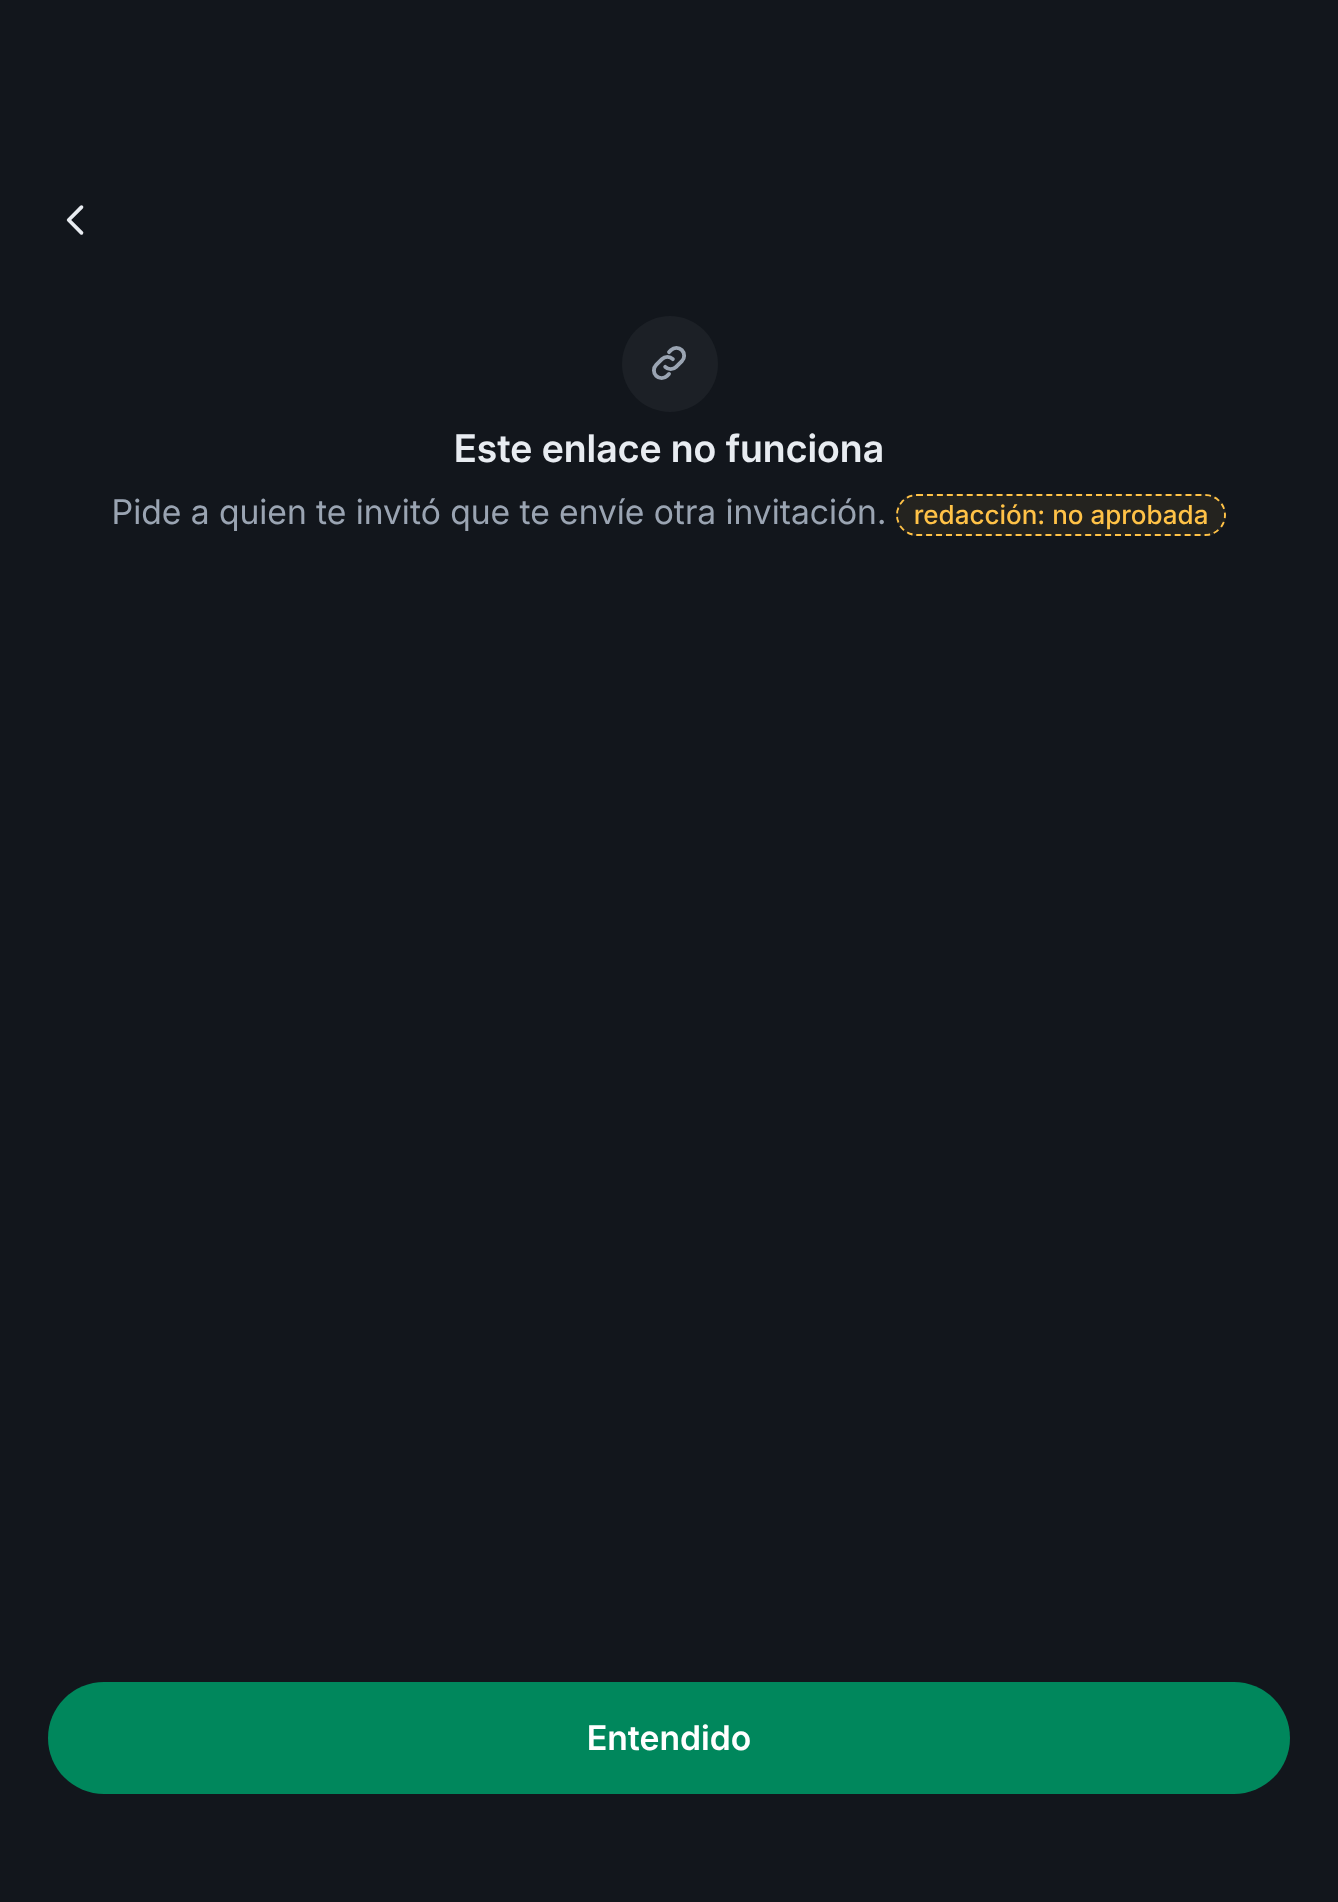 Este enlace no funciona
Pide a quien te invitó que te envíe otra invitación. redacción: no aprobada
Entendido